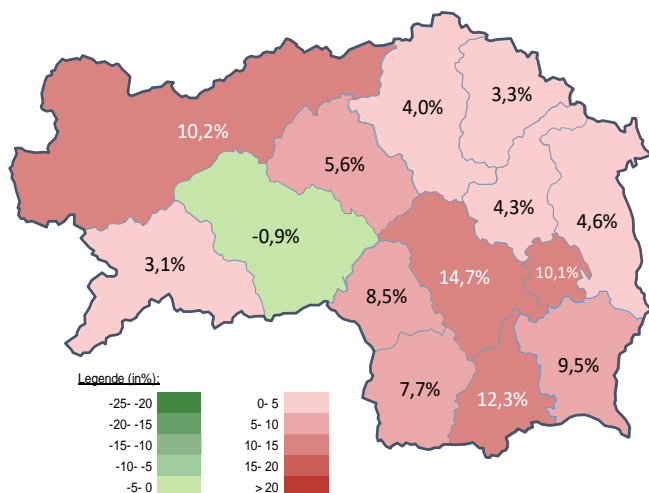 3,3%
4,0%
10,2%
5,6%
4,3%
4,6%
-0,9%
3,1%
14,7%
10,1%
8,5%
9,5%
7,7%
12,3%
Legende (in%):
-25- -20 0- 5
-20- -15 5- 10
-15- -10 10- 15
-10- -5 15- 20
-5- 0 > 20